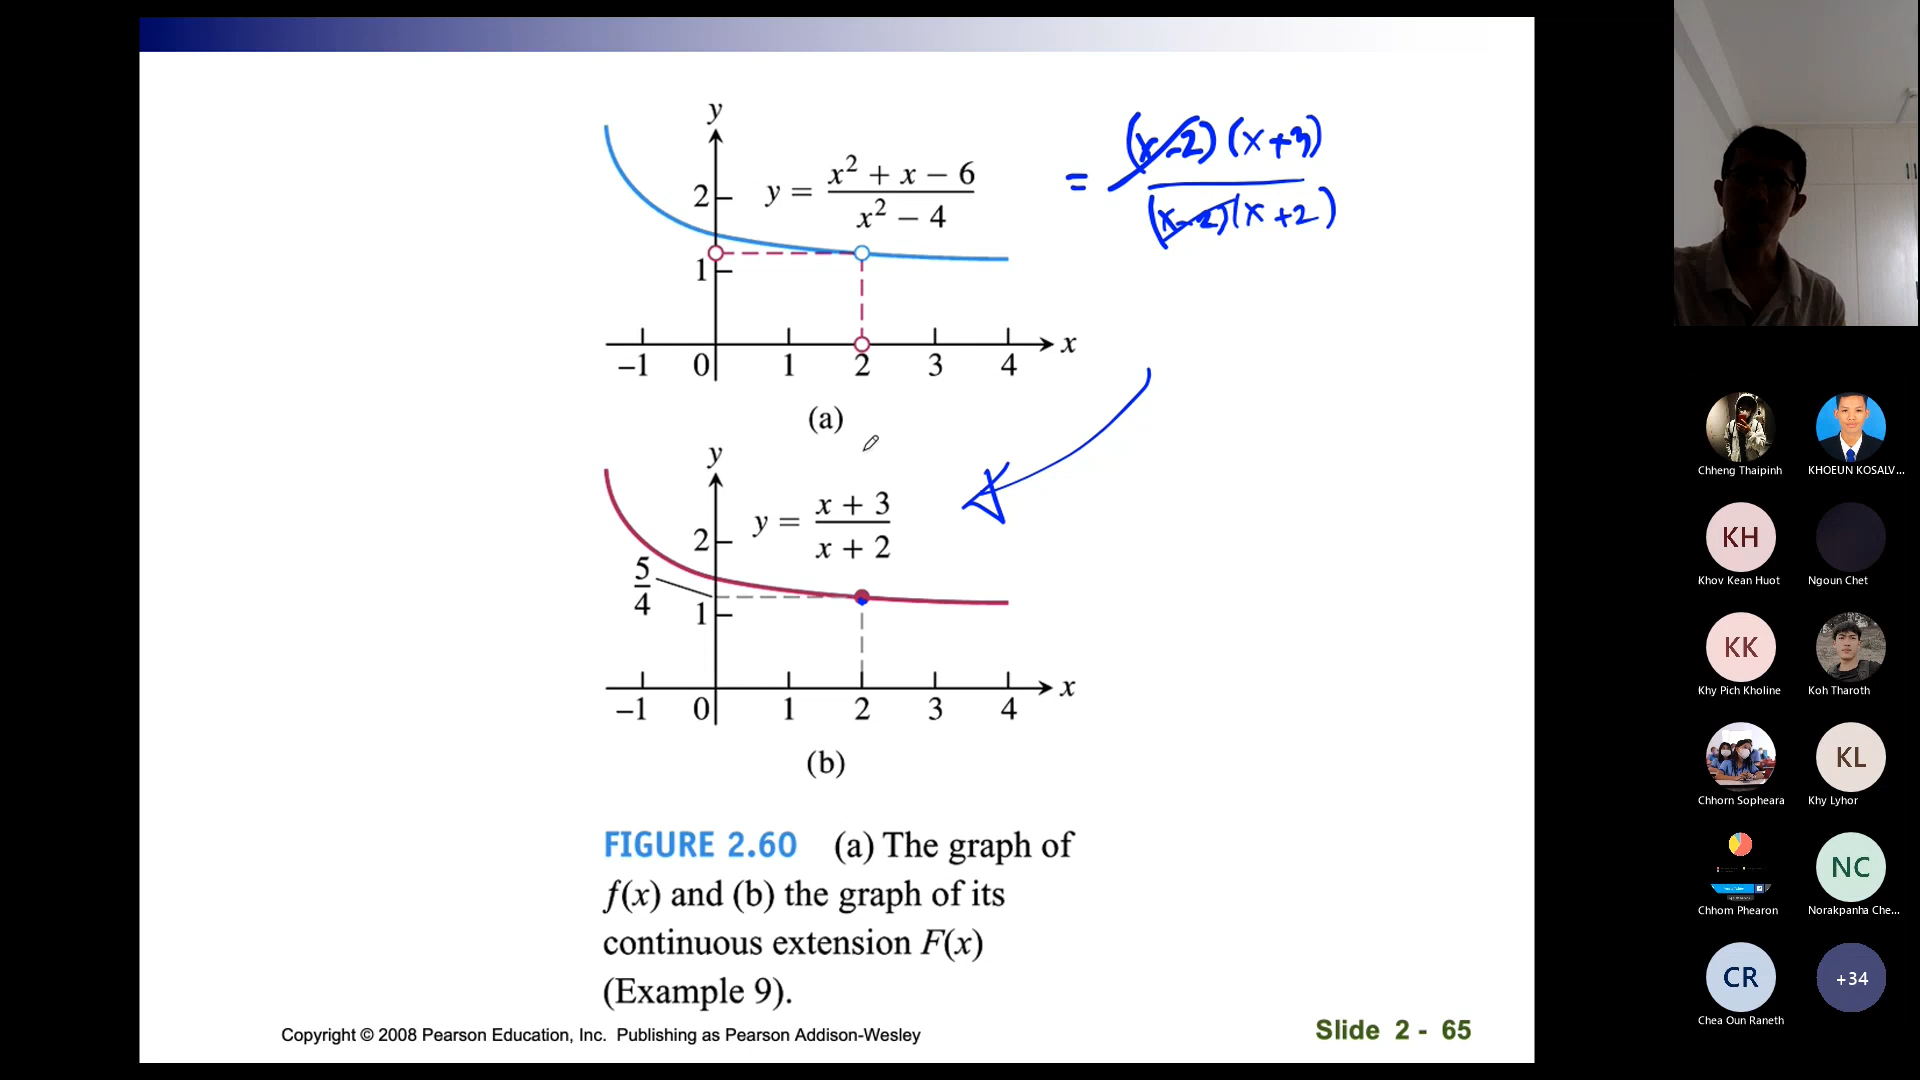 y
2
y = x² + x − 6 / x² − 4
= (x-2)(x+3) / (x-2)(x+2)
1
−1 0 1 2 3 4 x
(a)
y
y = x + 3 / x + 2
2
5/4
1
−1 0 1 2 3 4 x
(b)
FIGURE 2.60 (a) The graph of
f(x) and (b) the graph of its
continuous extension F(x)
(Example 9).
Copyright © 2008 Pearson Education, Inc. Publishing as Pearson Addison-Wesley
Slide 2 - 65
Chheng Thaipinh
KHOEUN KOSALV...
KH
Khov Kean Huot
Ngoun Chet
KK
Khy Pich Kholine
Koh Tharoth
Chhorn Sopheara
KL
Khy Lyhor
Chhom Phearon
NC
Norakpanha Che...
CR
Chea Oun Raneth
+34